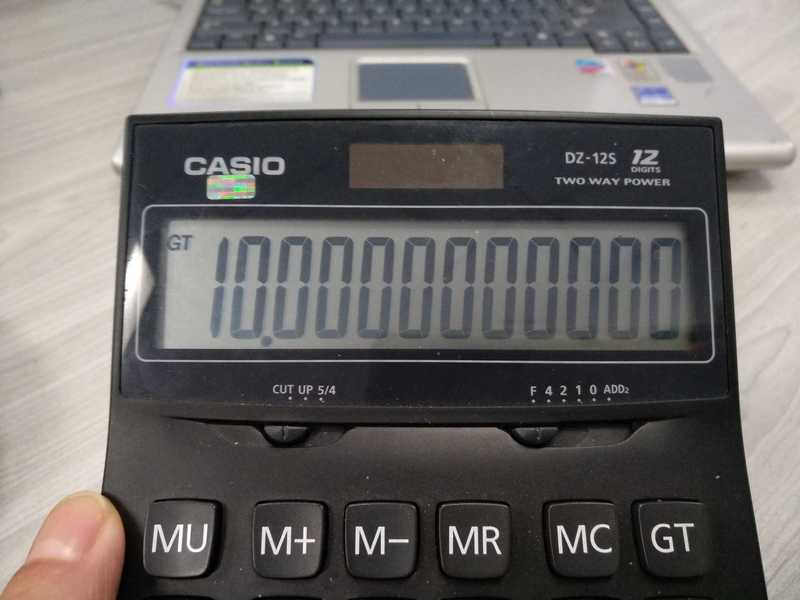 CASIO
DZ-12S 12 DIGITS
TWO WAY POWER
GT 10.0000000000
CUT UP 5/4
F 4 2 1 0 ADD2
MU M+ M− MR MC GT